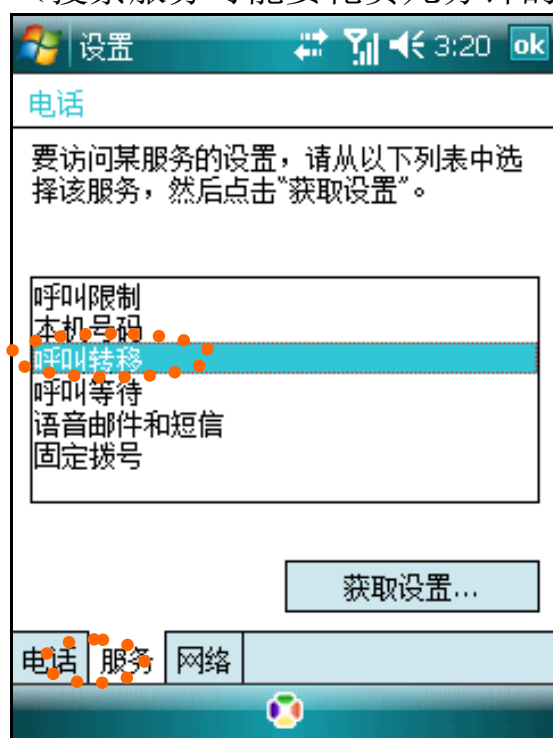 设置 3:20 ok
电话
要访问某服务的设置，请从以下列表中选
择该服务，然后点击“获取设置”。
呼叫限制
本机号码
呼叫转移
呼叫等待
语音邮件和短信
固定拨号
获取设置...
电话 服务 网络